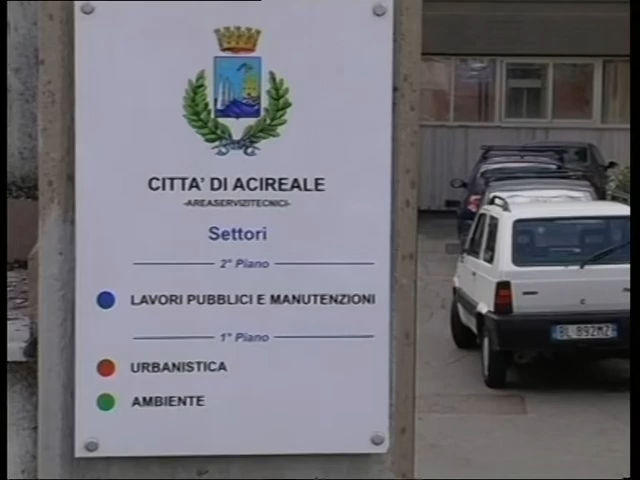 CITTA' DI ACIREALE
-AREASERVIZITECNICI-
Settori
2° Piano
LAVORI PUBBLICI E MANUTENZIONI
1° Piano
URBANISTICA
AMBIENTE
BL 892MZ